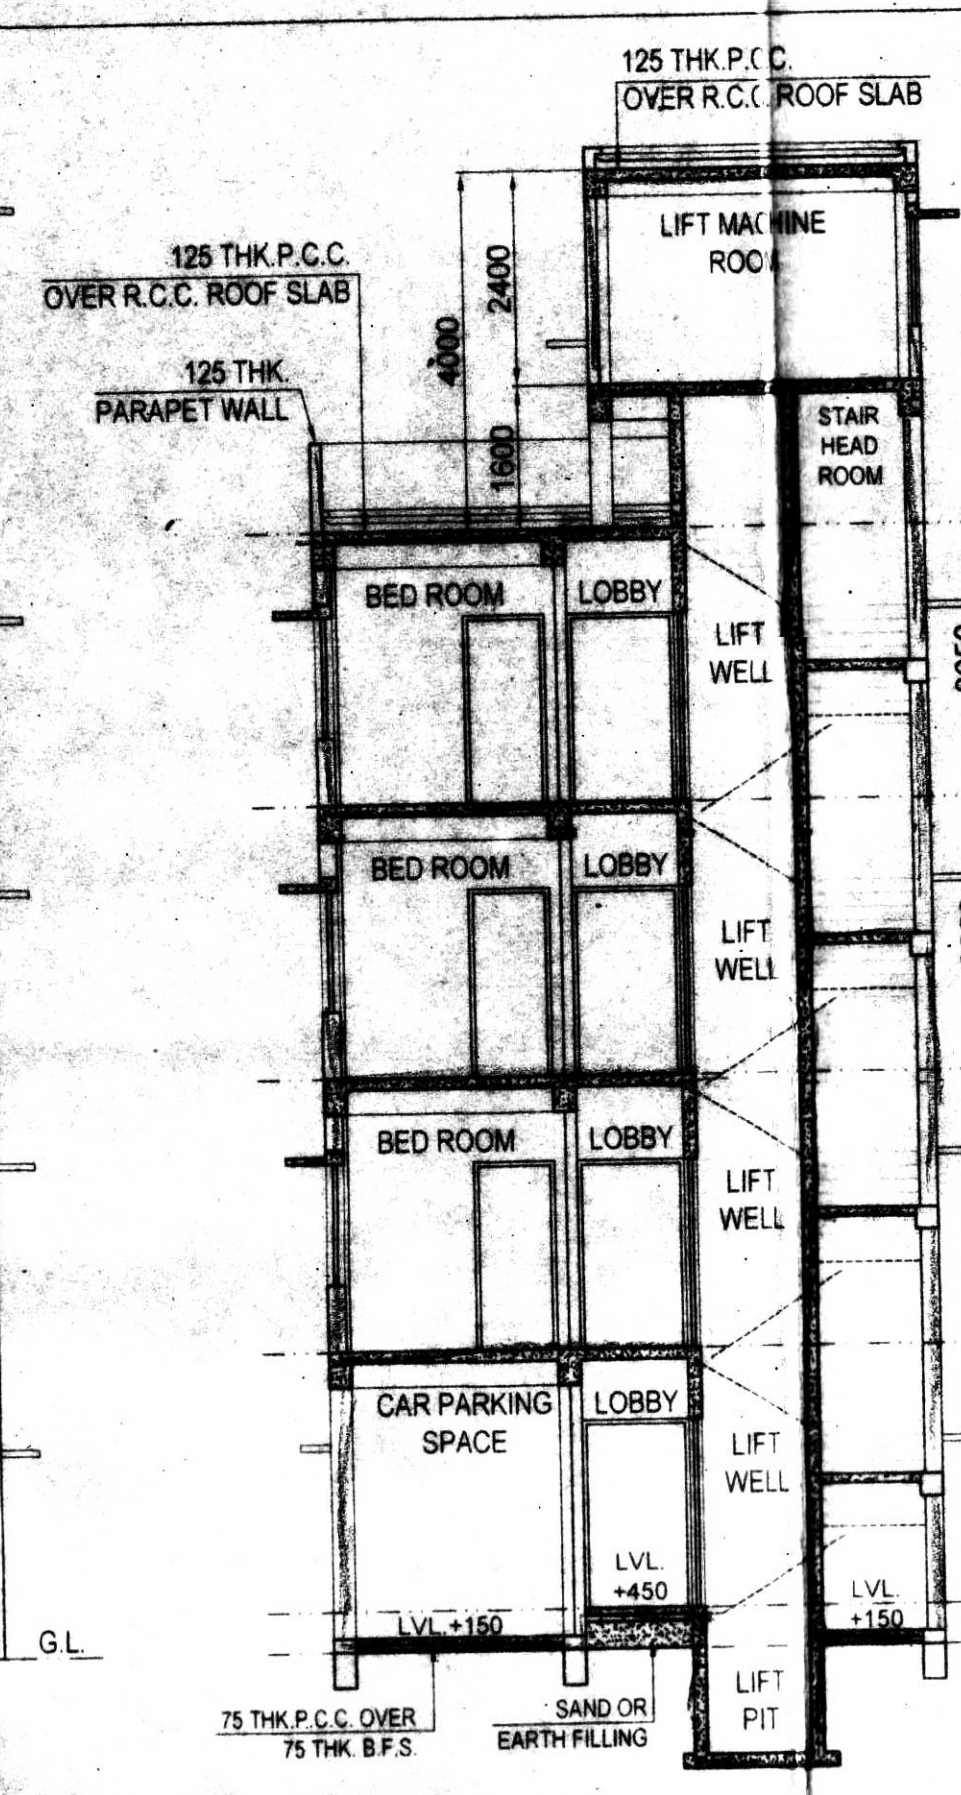 125 THK.P.C.C.
OVER R.C.C. ROOF SLAB
LIFT MACHINE
ROOM
125 THK.P.C.C.
OVER R.C.C. ROOF SLAB
2400
4000
125 THK.
PARAPET WALL
1600
STAIR
HEAD
ROOM
BED ROOM
LOBBY
LIFT
WELL
BED ROOM
LOBBY
LIFT
WELL
BED ROOM
LOBBY
LIFT
WELL
CAR PARKING
SPACE
LOBBY
LIFT
WELL
LVL.
+450
LVL.
+150
LVL.+150
G.L.
LIFT
PIT
75 THK.P.C.C. OVER
75 THK. B.F.S.
SAND OR
EARTH FILLING